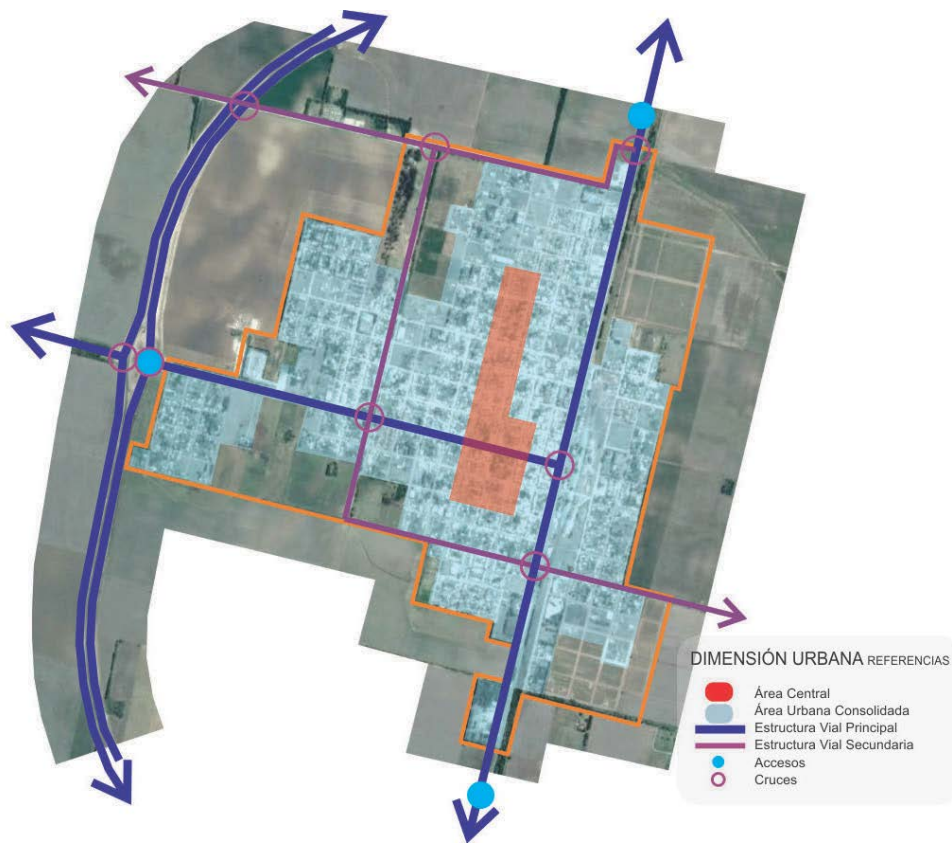 DIMENSIÓN URBANA REFERENCIAS
Área Central
Área Urbana Consolidada
Estructura Vial Principal
Estructura Vial Secundaria
Accesos
Cruces